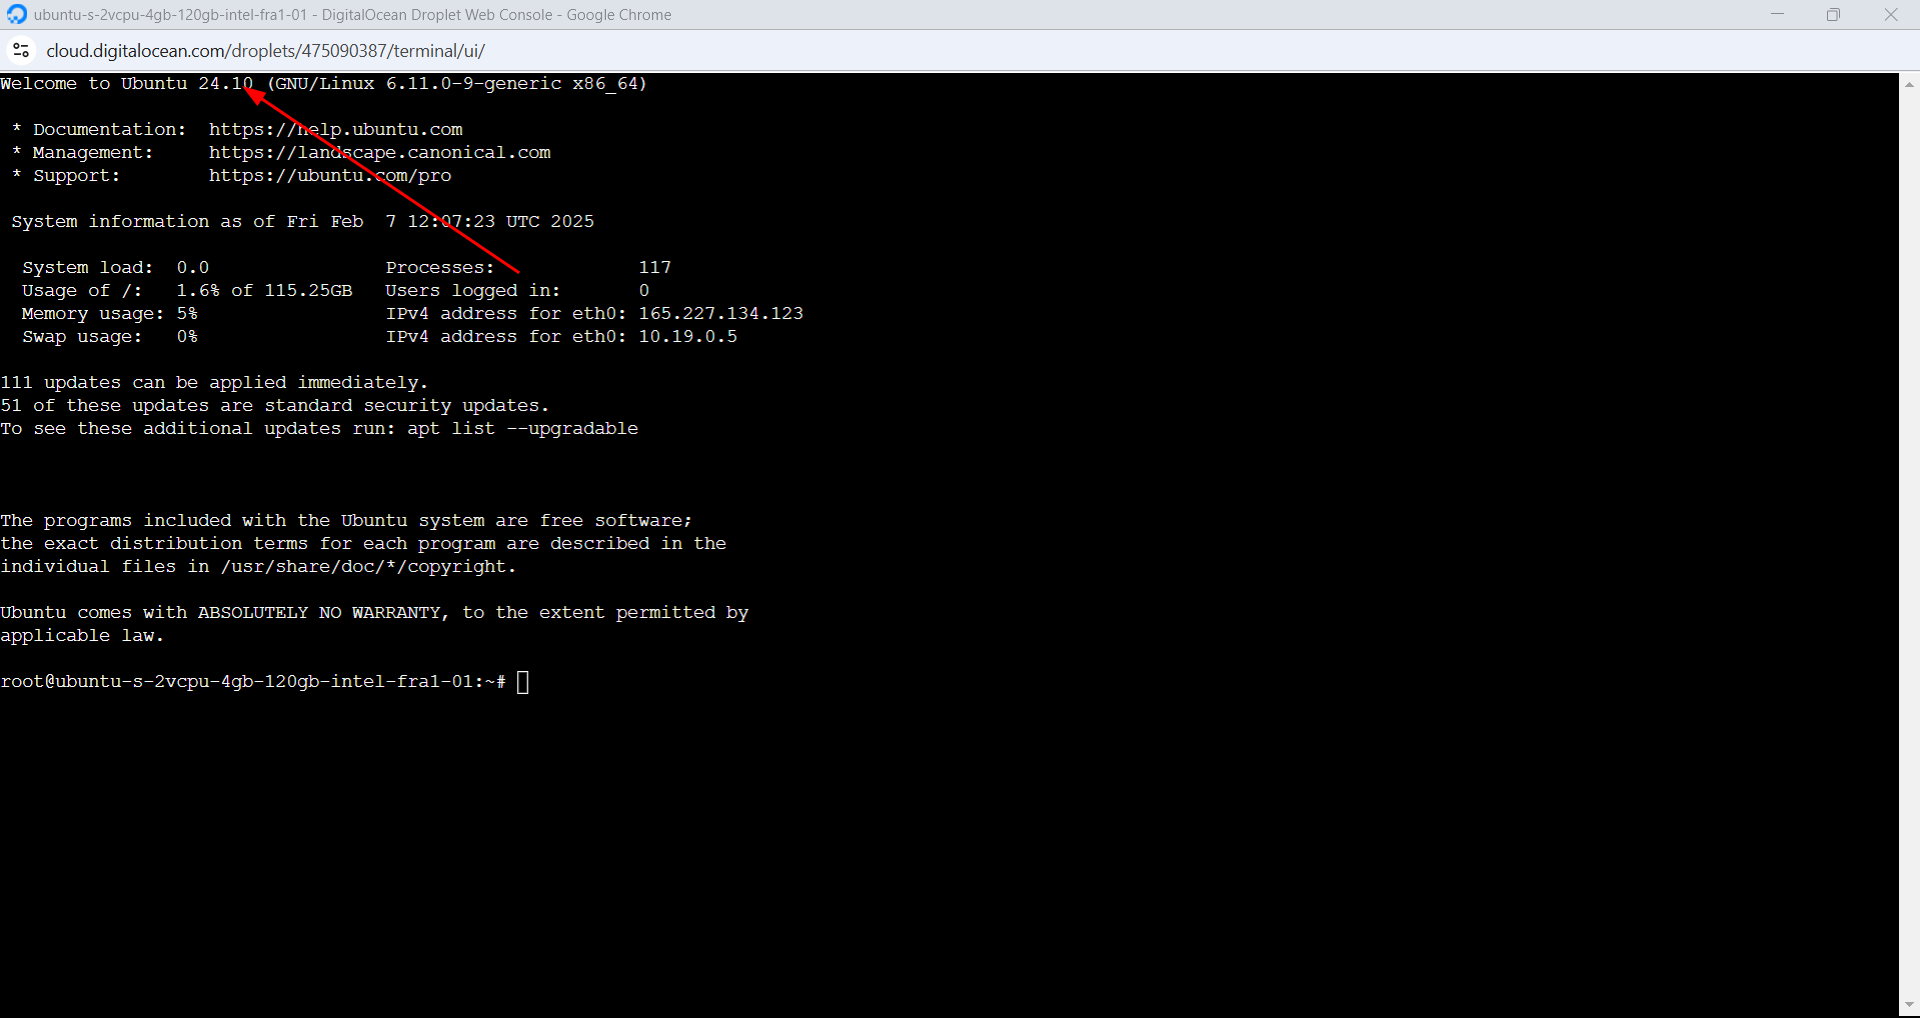 ubuntu-s-2vcpu-4gb-120gb-intel-fra1-01 - DigitalOcean Droplet Web Console - Google Chrome
cloud.digitalocean.com/droplets/475090387/terminal/ui/
Welcome to Ubuntu 24.10 (GNU/Linux 6.11.0-9-generic x86_64)
* Documentation:  https://help.ubuntu.com
* Management:     https://landscape.canonical.com
* Support:        https://ubuntu.com/pro
System information as of Fri Feb  7 12:07:23 UTC 2025
System load:  0.0                Processes:             117
Usage of /:   1.6% of 115.25GB   Users logged in:       0
Memory usage: 5%                 IPv4 address for eth0: 165.227.134.123
Swap usage:   0%                 IPv4 address for eth0: 10.19.0.5
111 updates can be applied immediately.
51 of these updates are standard security updates.
To see these additional updates run: apt list --upgradable
The programs included with the Ubuntu system are free software;
the exact distribution terms for each program are described in the
individual files in /usr/share/doc/*/copyright.
Ubuntu comes with ABSOLUTELY NO WARRANTY, to the extent permitted by
applicable law.
root@ubuntu-s-2vcpu-4gb-120gb-intel-fra1-01:~#